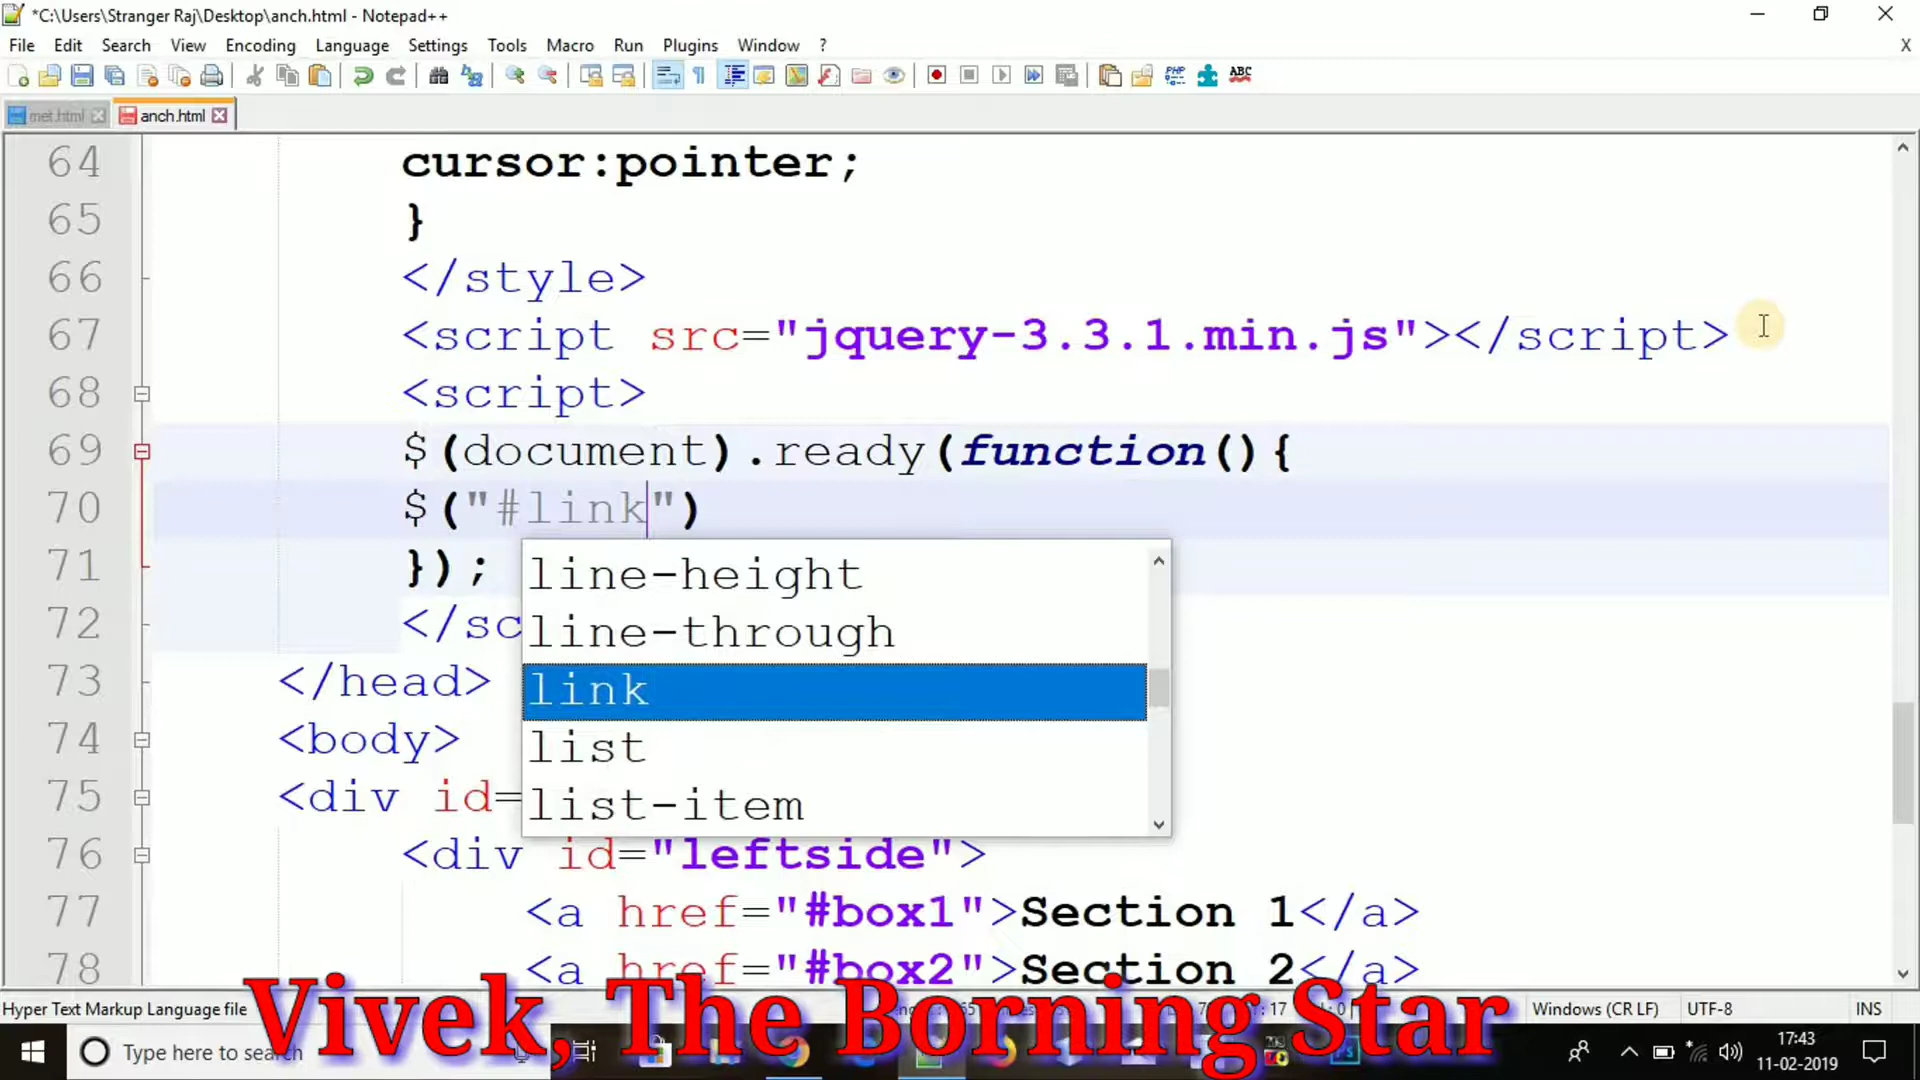 *C:\Users\Stranger Raj\Desktop\anch.html - Notepad++
File Edit Search View Encoding Language Settings Tools Macro Run Plugins Window ?
X
ABC
met.html anch.html
64 cursor:pointer;
65 }
66 </style>
67 <script src="jquery-3.3.1.min.js"></script>
68 <script>
69 $(document).ready(function(){
70 $("#link")
71 });
line-height
72 </sc
line-through
73 </head>
link
74 <body>
list
75 <div id=
list-item
76 <div id="leftside">
77 <a href="#box1">Section 1</a>
78 <a href="#box2">Section 2</a>
Hyper Text Markup Language file
Windows (CR LF) UTF-8 INS
Vivek, The Borning Star
Type here to search
17:43
11-02-2019